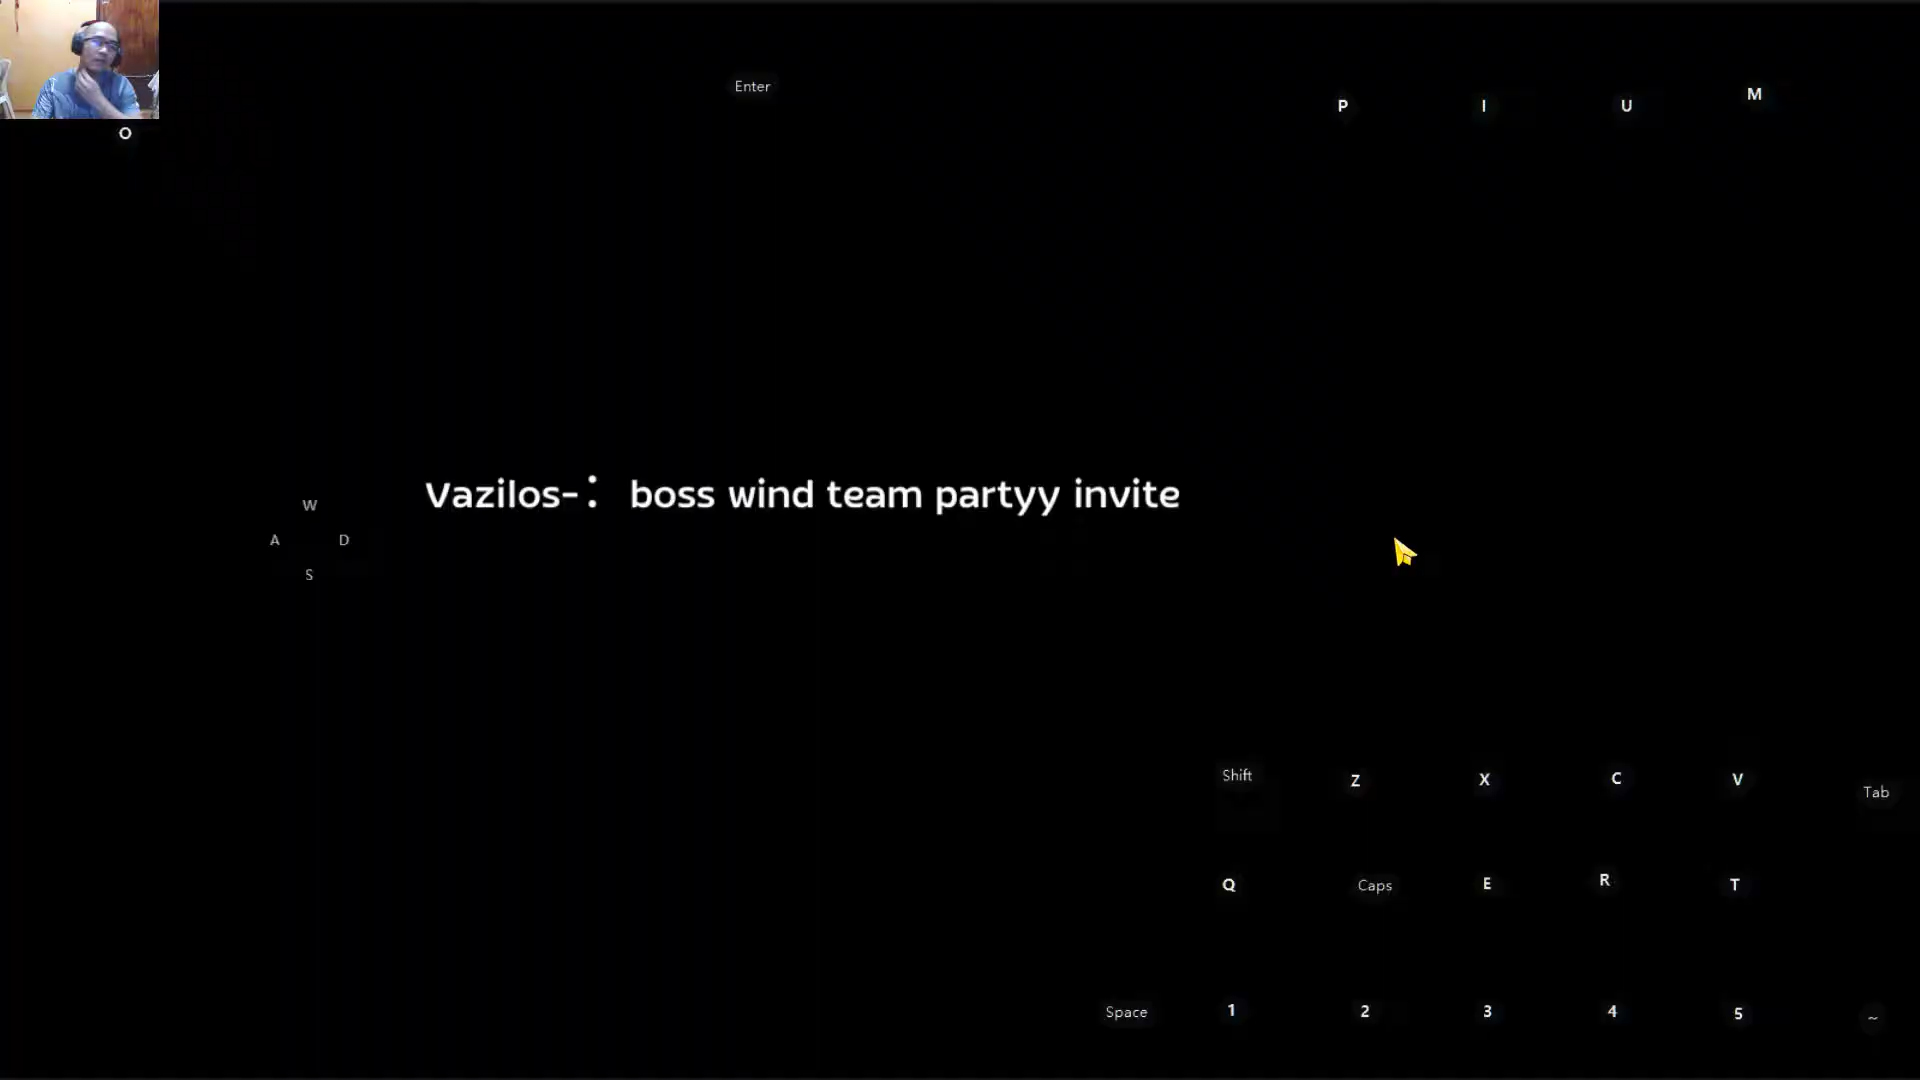 Enter
P I U M
O
Vazilos-: boss wind team partyy invite
W
A D
S
Shift Z X C V Tab
Q Caps E R T
Space 1 2 3 4 5 ~